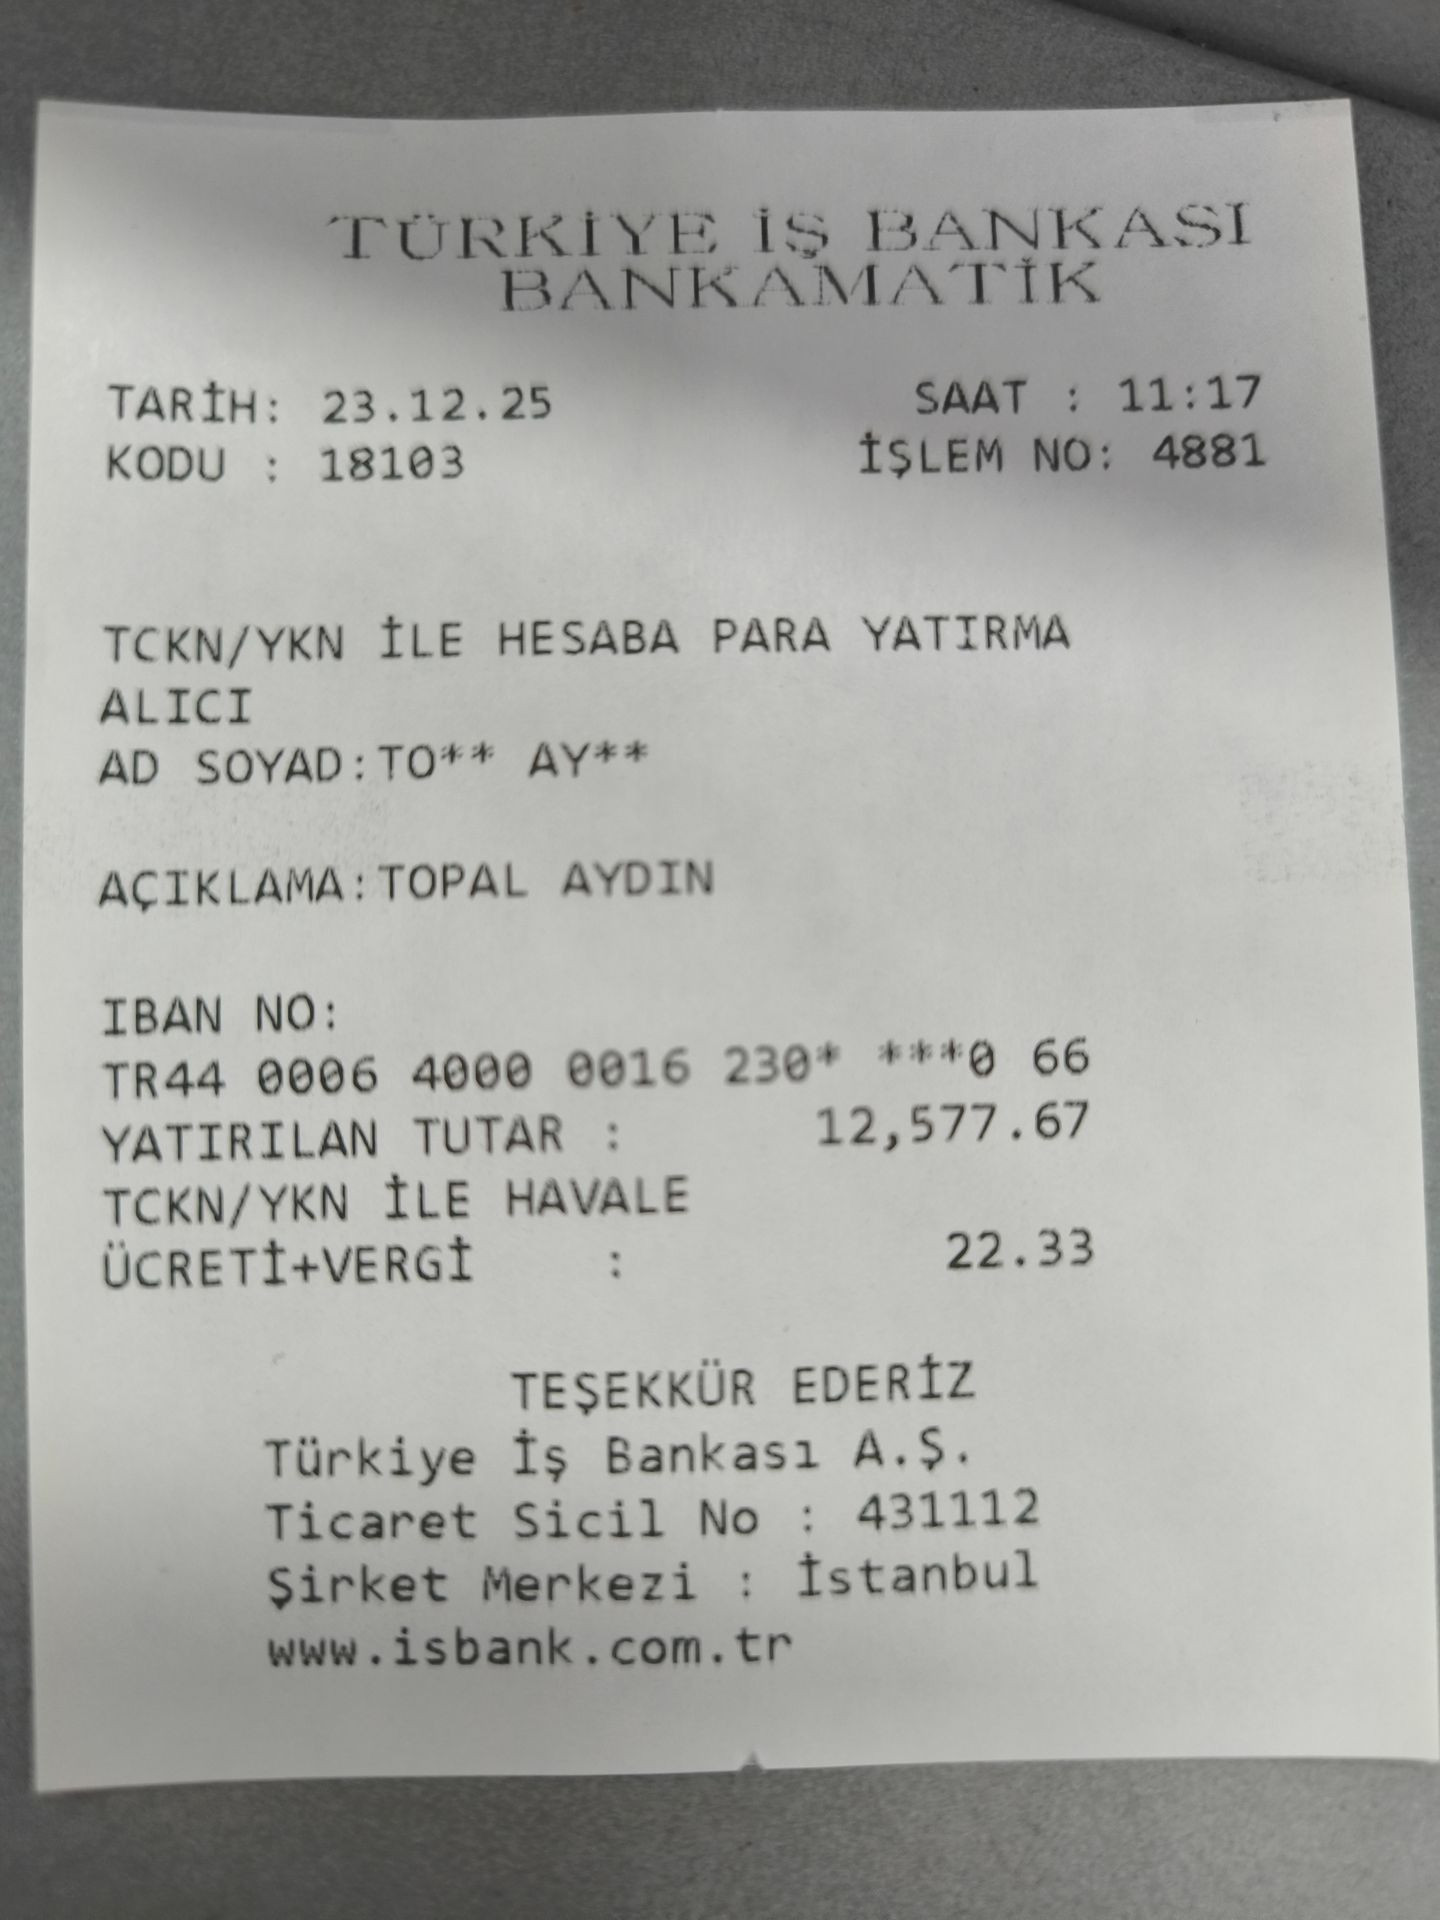 TÜRKİYE İŞ BANKASI
BANKAMATİK
TARİH: 23.12.25 SAAT : 11:17
KODU : 18103 İŞLEM NO: 4881
TCKN/YKN İLE HESABA PARA YATIRMA
ALICI
AD SOYAD:TO** AY**
AÇIKLAMA:TOPAL AYDIN
IBAN NO:
TR44 0006 4000 0016 230* ***0 66
YATIRILAN TUTAR : 12,577.67
TCKN/YKN İLE HAVALE
ÜCRETİ+VERGİ : 22.33
TEŞEKKÜR EDERİZ
Türkiye İş Bankası A.Ş.
Ticaret Sicil No : 431112
Şirket Merkezi : İstanbul
www.isbank.com.tr